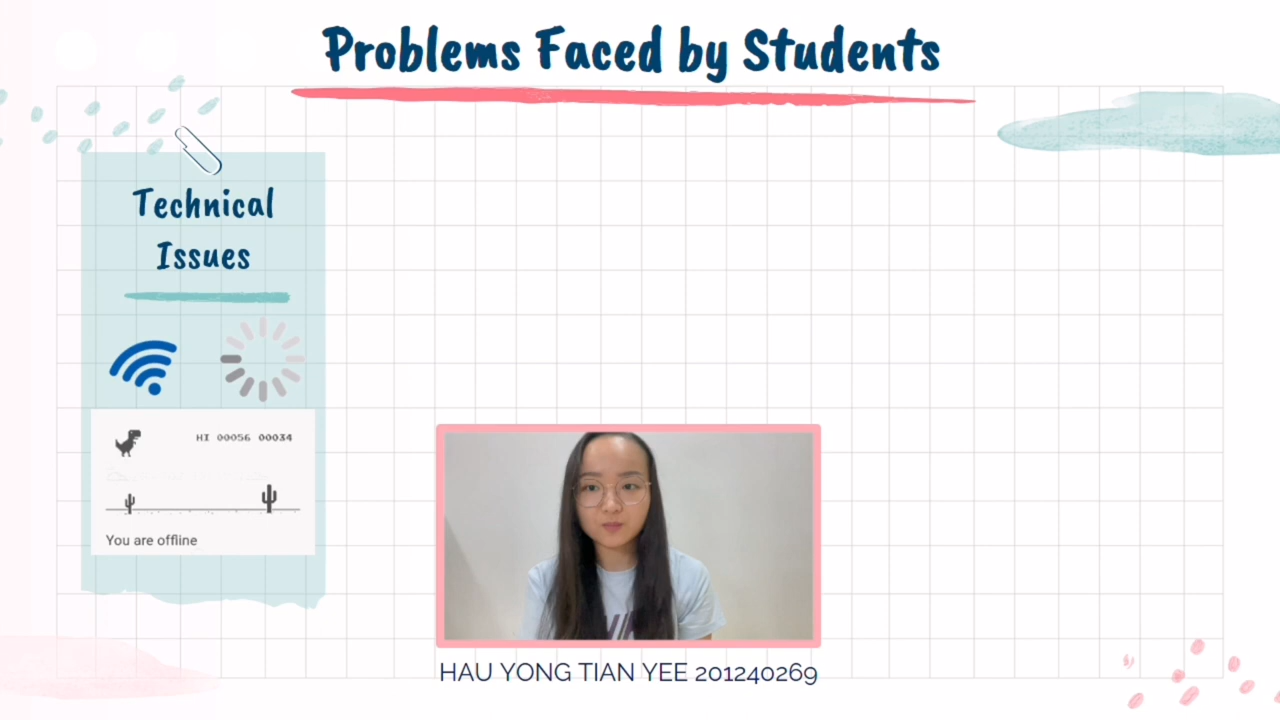 Problems Faced by Students
Technical
Issues
HI 00056 00034
You are offline
HAU YONG TIAN YEE 201240269